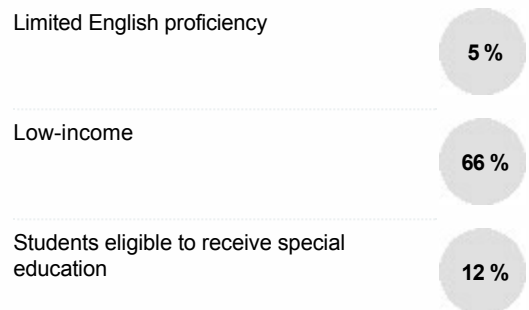 Limited English proficiency
5 %
Low-income
66 %
Students eligible to receive special
education
12 %